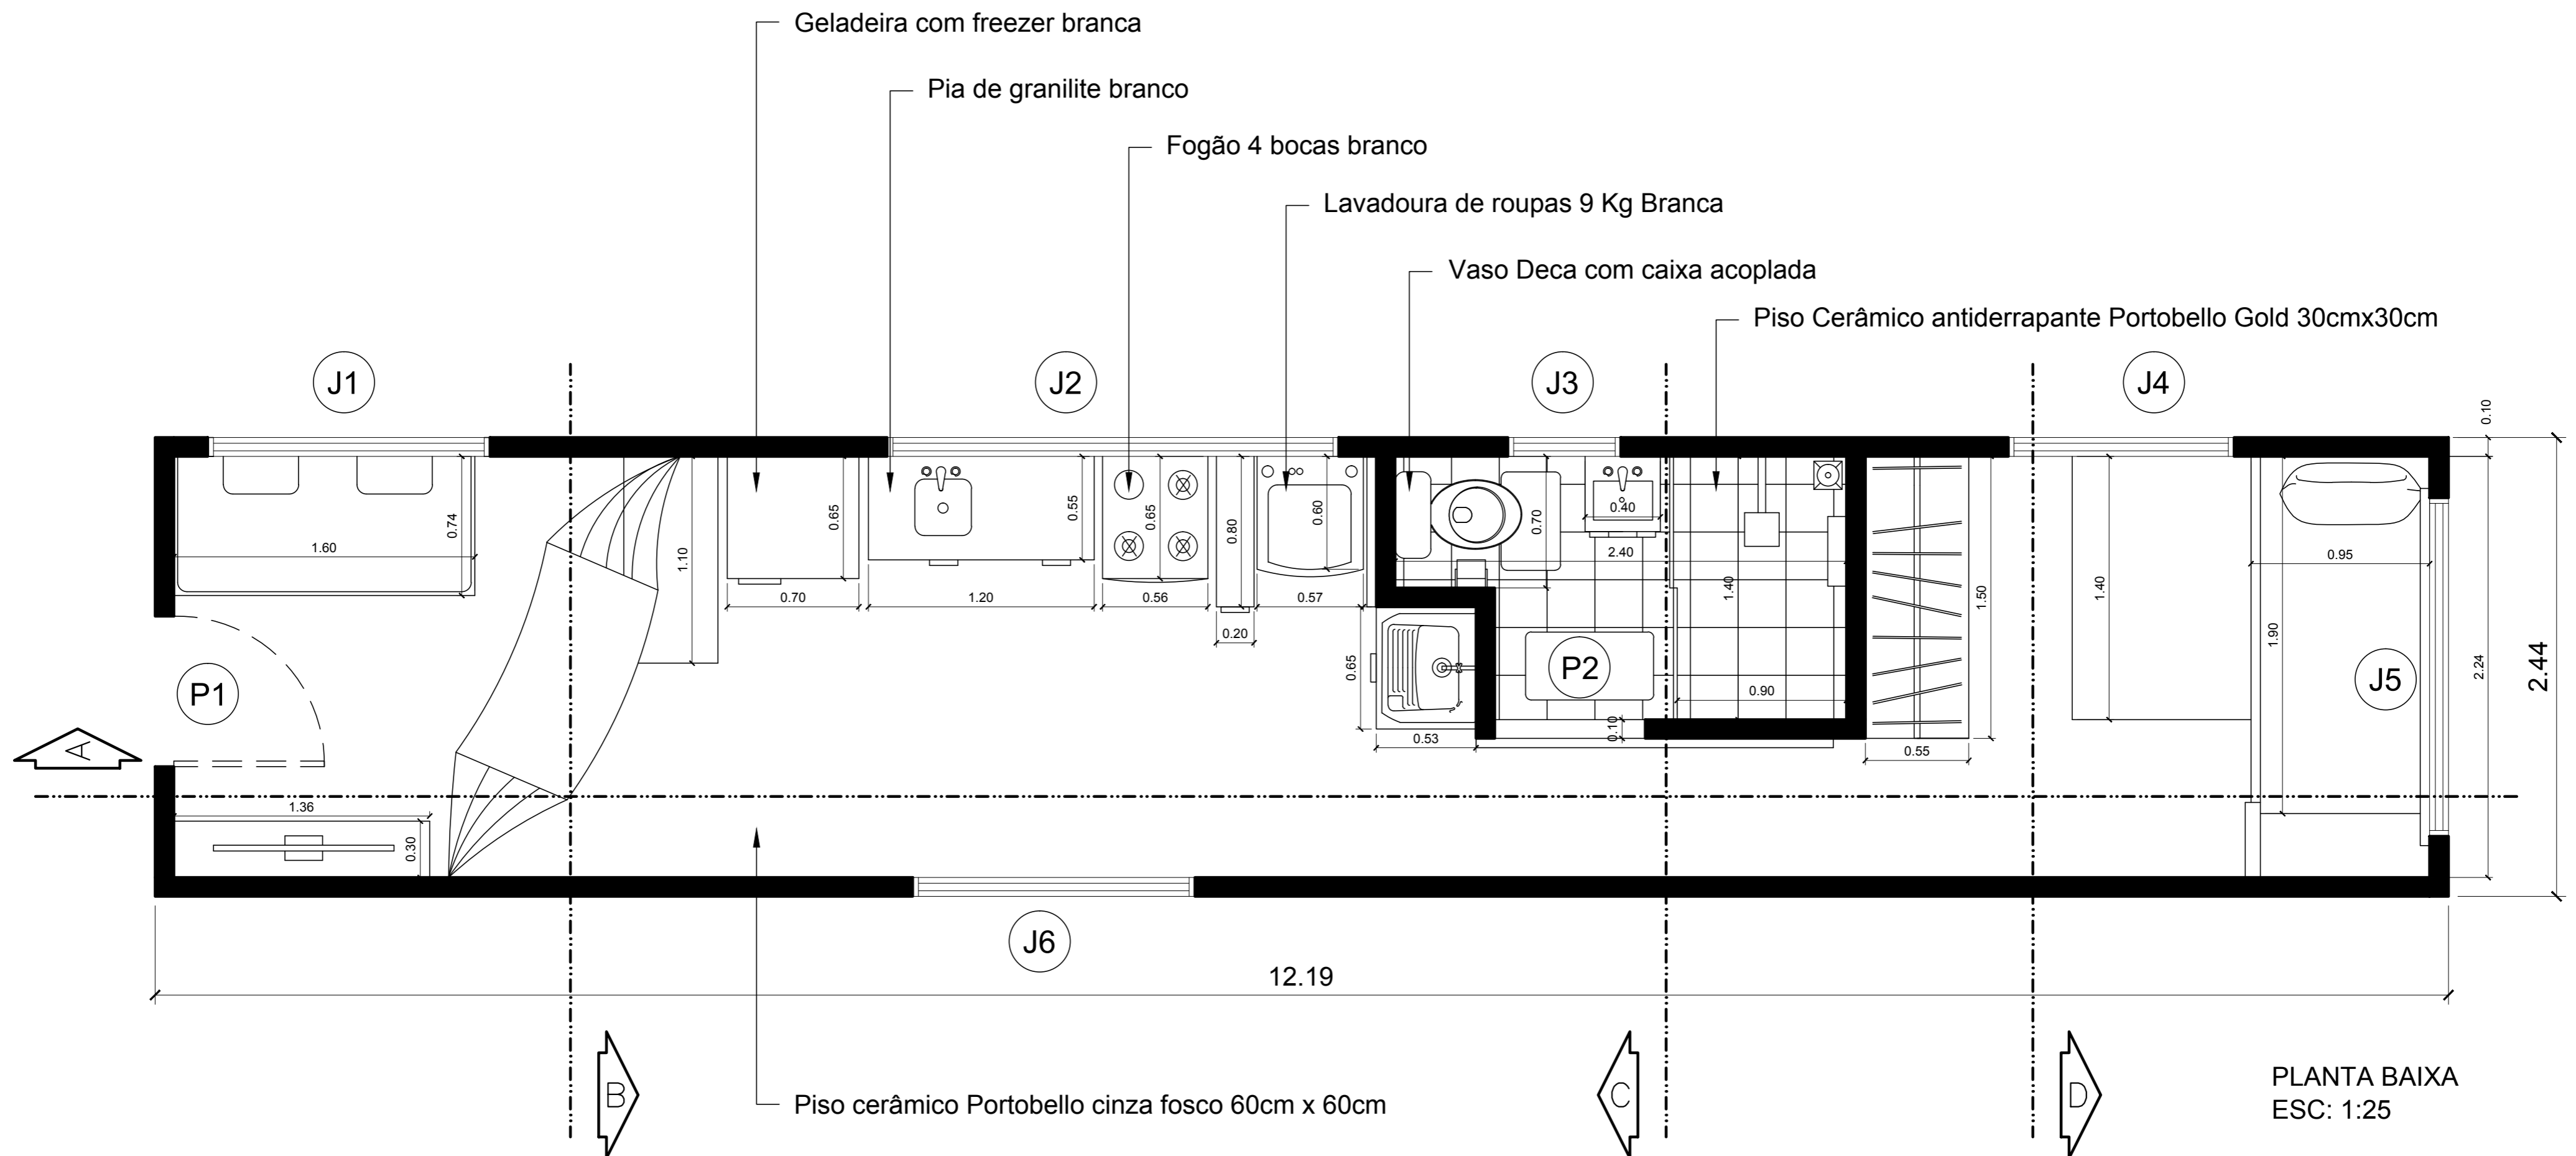 Geladeira com freezer branca
Pia de granilite branco
Fogão 4 bocas branco
Lavadoura de roupas 9 Kg Branca
Vaso Deca com caixa acoplada
Piso Cerâmico antiderrapante Portobello Gold 30cmx30cm
J1
J2
J3
J4
0.10
0.74
1.60
1.10
0.65
0.70
1.20
0.55
0.65
0.56
0.80
0.20
0.60
0.57
0.70
0.40
2.40
1.40
0.90
0.10
0.65
0.53
1.50
0.55
1.40
1.90
0.95
2.24
2.44
P1
P2
J5
A
1.36
0.30
J6
12.19
B
C
D
Piso cerâmico Portobello cinza fosco 60cm x 60cm
PLANTA BAIXA
ESC: 1:25